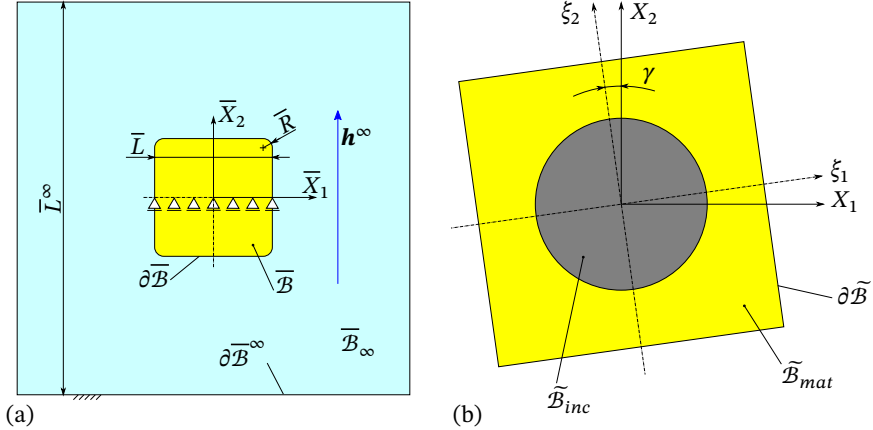 X̅₂
L̅
R̅
𝒉^∞
L̅^∞
X̅₁
∂ℬ̅
ℬ̅
ℬ̅_∞
∂ℬ̅^∞
(a)
ξ₂
X₂
γ
ξ₁
X₁
∂ℬ̃
ℬ̃_mat
ℬ̃_inc
(b)